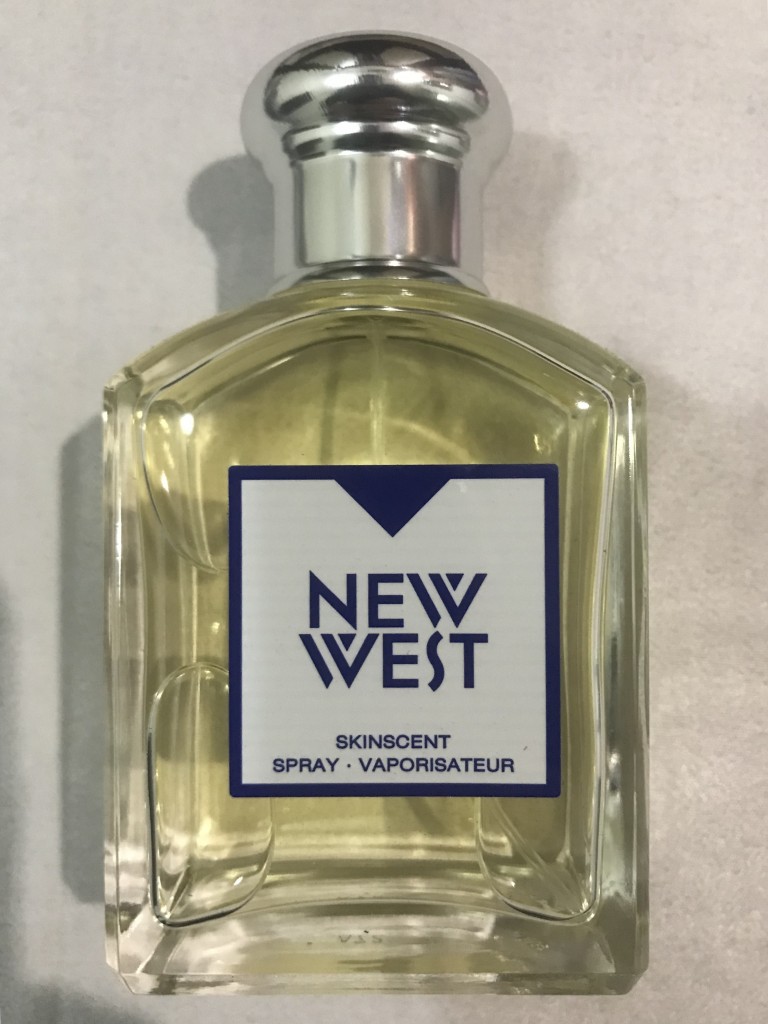 NEW
WEST
SKINSCENT
SPRAY · VAPORISATEUR